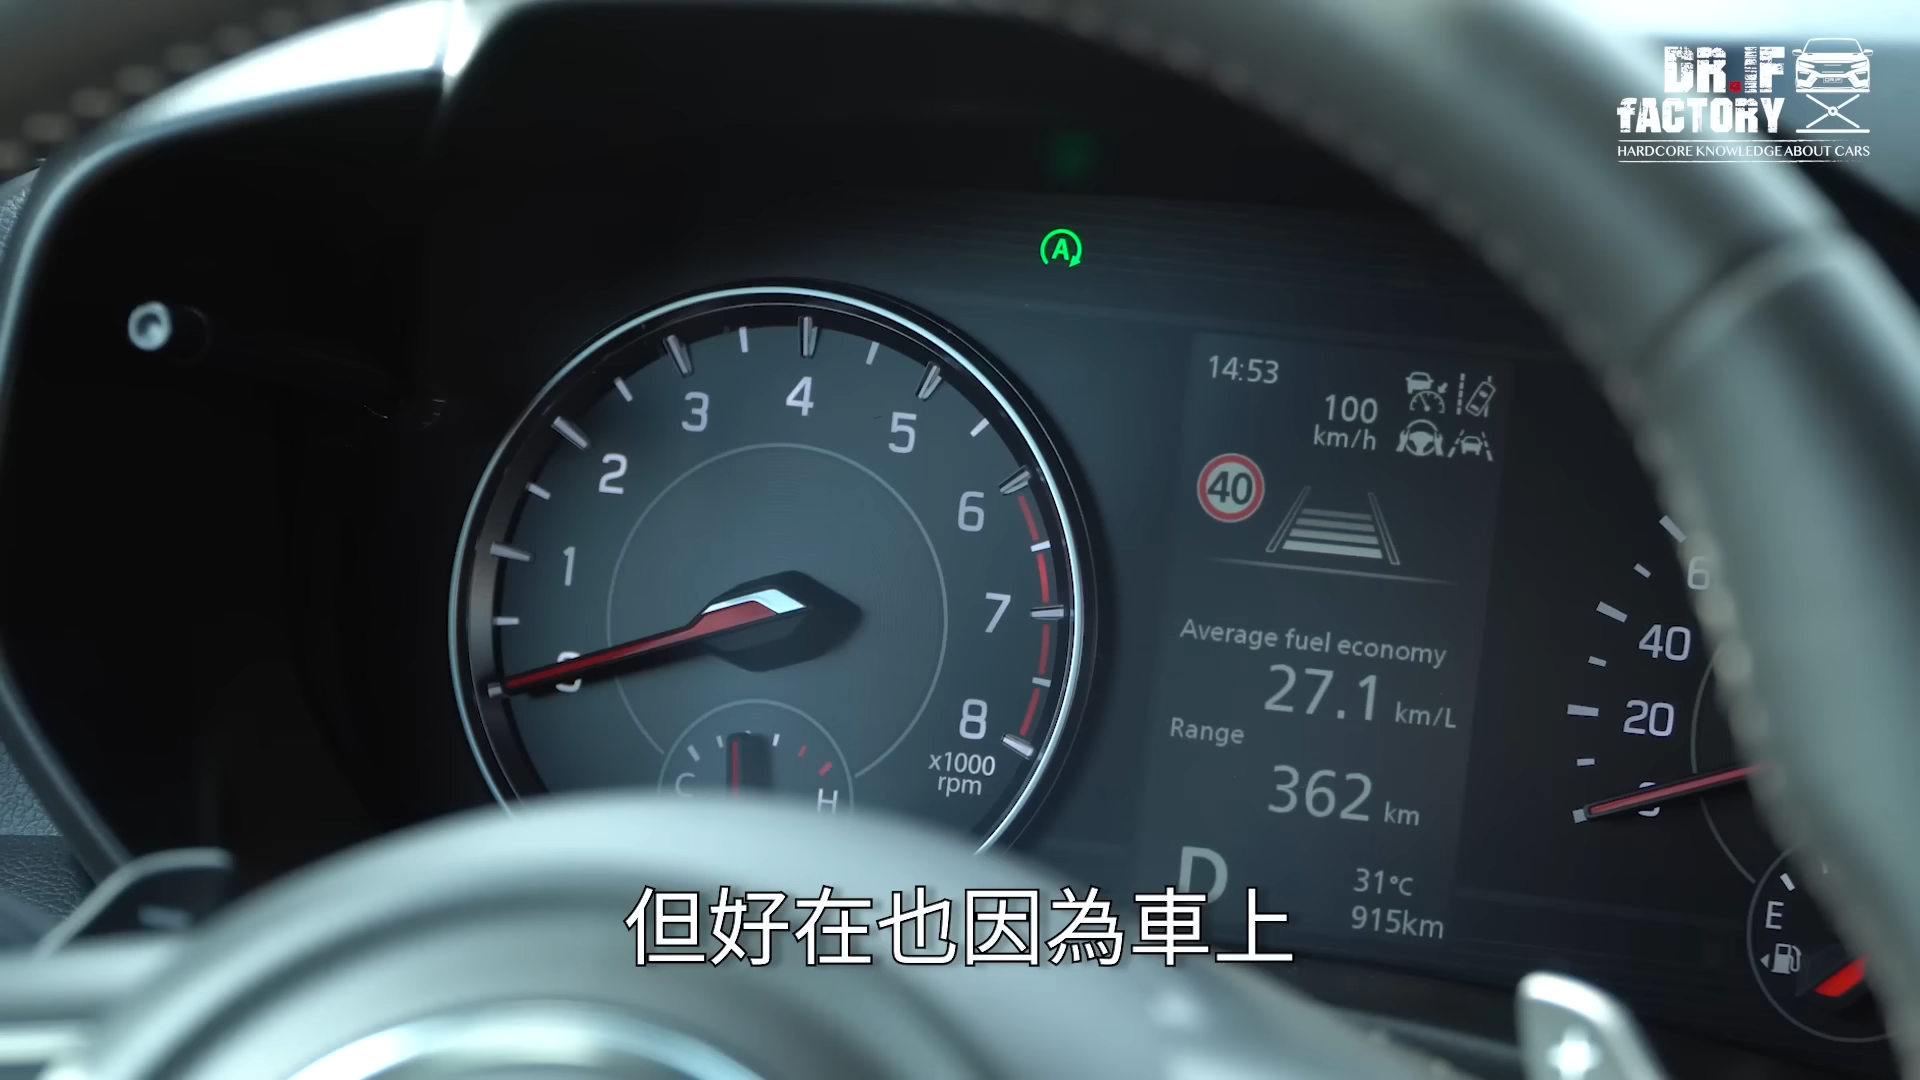 DR.IF
fACTORY
HARDCORE KNOWLEDGE ABOUT CARS
A
14:53
100
km/h
40
0
1
2
3
4
5
6
7
8
x1000
rpm
C
H
Average fuel economy
27.1 km/L
Range
362 km
D
31°C
915km
40
20
E
但好在也因為車上